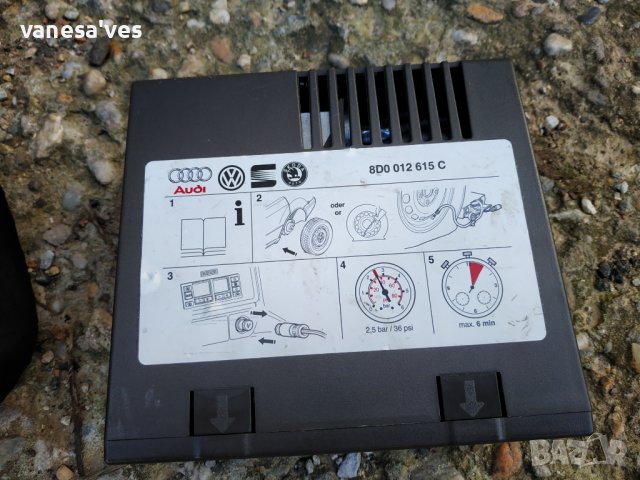 vanesa'ves
8D0 012 615 C
Audi
1
i
2
oder
or
3
4
2,5 bar / 36 psi
5
max. 6 min
BAZAR